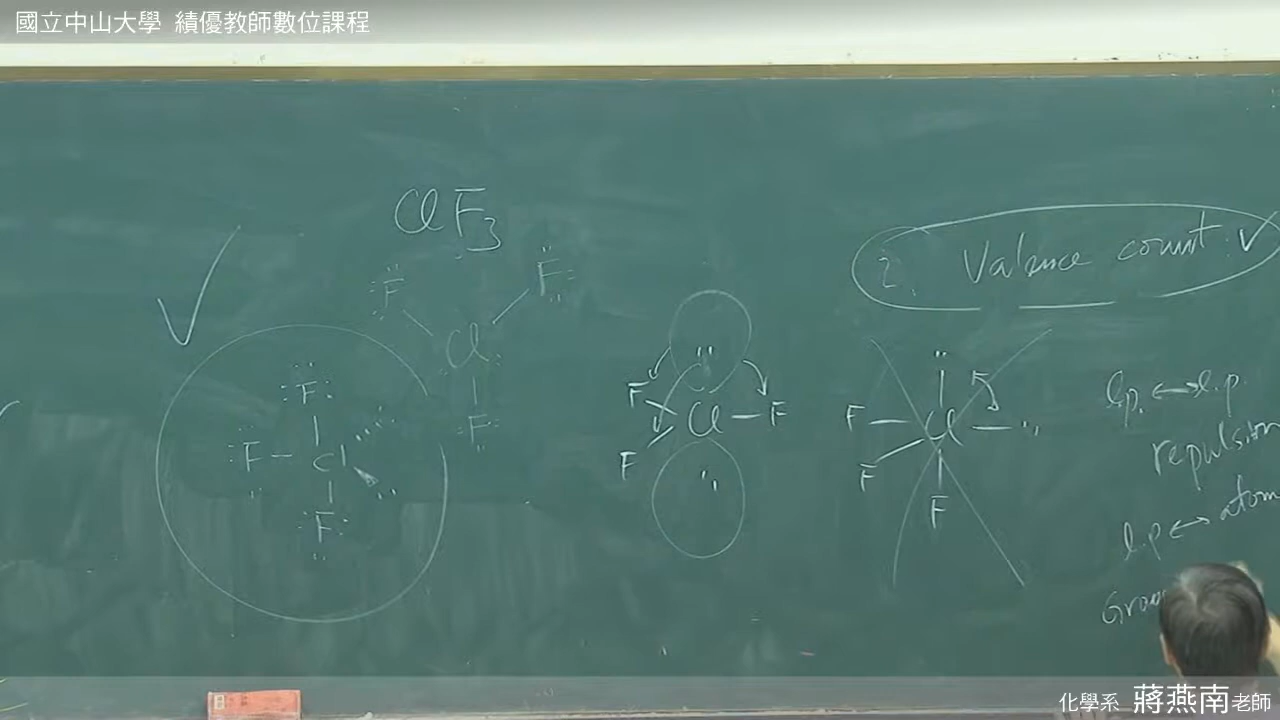 國立中山大學 績優教師數位課程
ClF3
F F
Cl
F
F
F Cl
F
F Cl F
F
F Cl
F
F
2. Valence count: ✓
l.p. ↔ l.p.
repulsion
l.p ↔ atom
Grou
化學系 蔣燕南老師